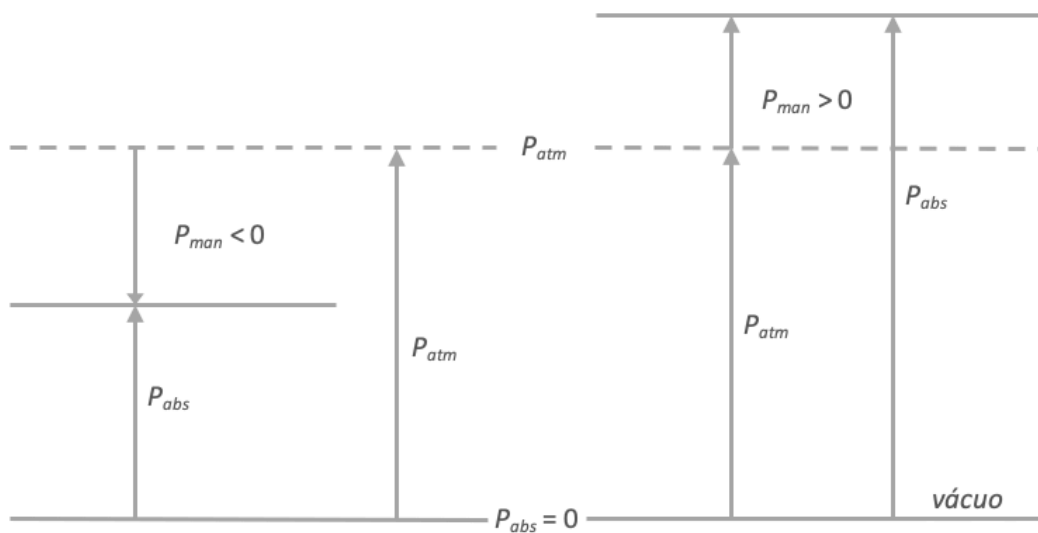 P_man > 0
P_atm
P_abs
P_man < 0
P_atm
P_atm
P_abs
vácuo
P_abs = 0